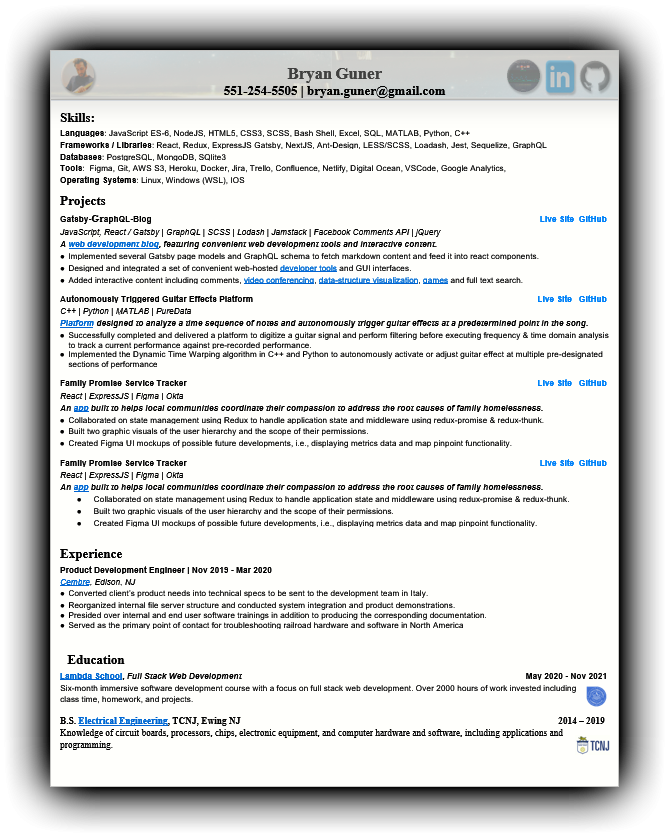 Bryan Guner
551-254-5505 | bryan.guner@gmail.com
Skills:
Languages: JavaScript ES-6, NodeJS, HTML5, CSS3, SCSS, Bash Shell, Excel, SQL, MATLAB, Python, C++
Frameworks / Libraries: React, Redux, ExpressJS Gatsby, NextJS, Ant-Design, LESS/SCSS, Loadash, Jest, Sequelize, GraphQL
Databases: PostgreSQL, MongoDB, SQlite3
Tools: Figma, Git, AWS S3, Heroku, Docker, Jira, Trello, Confluence, Netlify, Digital Ocean, VSCode, Google Analytics,
Operating Systems: Linux, Windows (WSL), IOS
Projects
Gatsby-GraphQL-Blog Live Site GitHub
JavaScript, React / Gatsby | GraphQL | SCSS | Lodash | Jamstack | Facebook Comments API | jQuery
A web development blog, featuring convenient web development tools and interactive content.
● Implemented several Gatsby page models and GraphQL schema to fetch markdown content and feed it into react components.
● Designed and integrated a set of convenient web-hosted developer tools and GUI interfaces.
● Added interactive content including comments, video conferencing, data-structure visualization, games and full text search.
Autonomously Triggered Guitar Effects Platform Live Site GitHub
C++ | Python | MATLAB | PureData
Platform designed to analyze a time sequence of notes and autonomously trigger guitar effects at a predetermined point in the song.
● Successfully completed and delivered a platform to digitize a guitar signal and perform filtering before executing frequency & time domain analysis
to track a current performance against pre-recorded performance.
● Implemented the Dynamic Time Warping algorithm in C++ and Python to autonomously activate or adjust guitar effect at multiple pre-designated
sections of performance
Family Promise Service Tracker Live Site GitHub
React | ExpressJS | Figma | Okta
An app built to helps local communities coordinate their compassion to address the root causes of family homelessness.
● Collaborated on state management using Redux to handle application state and middleware using redux-promise & redux-thunk.
● Built two graphic visuals of the user hierarchy and the scope of their permissions.
● Created Figma UI mockups of possible future developments, i.e., displaying metrics data and map pinpoint functionality.
Family Promise Service Tracker Live Site GitHub
React | ExpressJS | Figma | Okta
An app built to helps local communities coordinate their compassion to address the root causes of family homelessness.
● Collaborated on state management using Redux to handle application state and middleware using redux-promise & redux-thunk.
● Built two graphic visuals of the user hierarchy and the scope of their permissions.
● Created Figma UI mockups of possible future developments, i.e., displaying metrics data and map pinpoint functionality.
Experience
Product Development Engineer | Nov 2019 - Mar 2020
Cembre, Edison, NJ
● Converted client's product needs into technical specs to be sent to the development team in Italy.
● Reorganized internal file server structure and conducted system integration and product demonstrations.
● Presided over internal and end user software trainings in addition to producing the corresponding documentation.
● Served as the primary point of contact for troubleshooting railroad hardware and software in North America
Education
Lambda School, Full Stack Web Development May 2020 - Nov 2021
Six-month immersive software development course with a focus on full stack web development. Over 2000 hours of work invested including
class time, homework, and projects.
B.S. Electrical Engineering, TCNJ, Ewing NJ 2014 – 2019
Knowledge of circuit boards, processors, chips, electronic equipment, and computer hardware and software, including applications and
programming.
TCNJ